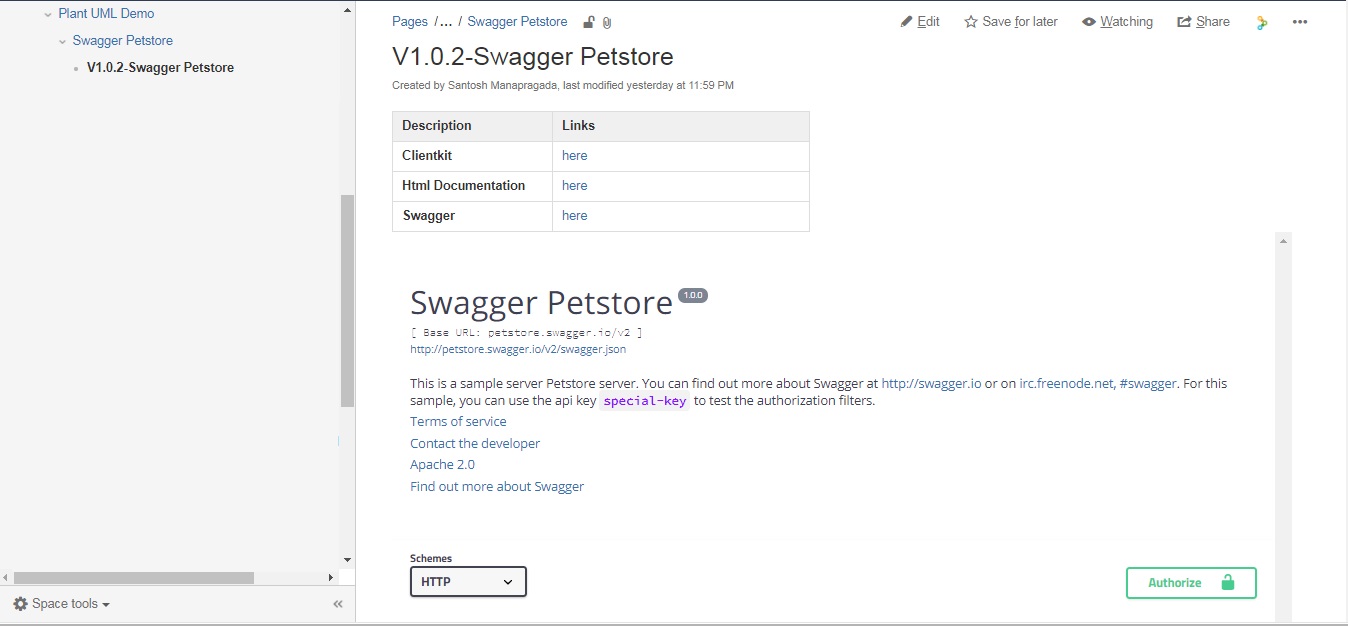 Plant UML Demo
Swagger Petstore
V1.0.2-Swagger Petstore
Space tools
Pages /... / Swagger Petstore
Edit Save for later Watching Share
V1.0.2-Swagger Petstore
Created by Santosh Manapragada, last modified yesterday at 11:59 PM
Description Links
Clientkit here
Html Documentation here
Swagger here
Swagger Petstore 1.0.0
[ Base URL: petstore.swagger.io/v2 ]
http://petstore.swagger.io/v2/swagger.json
This is a sample server Petstore server. You can find out more about Swagger at http://swagger.io or on irc.freenode.net, #swagger. For this
sample, you can use the api key special-key to test the authorization filters.
Terms of service
Contact the developer
Apache 2.0
Find out more about Swagger
Schemes
HTTP
Authorize